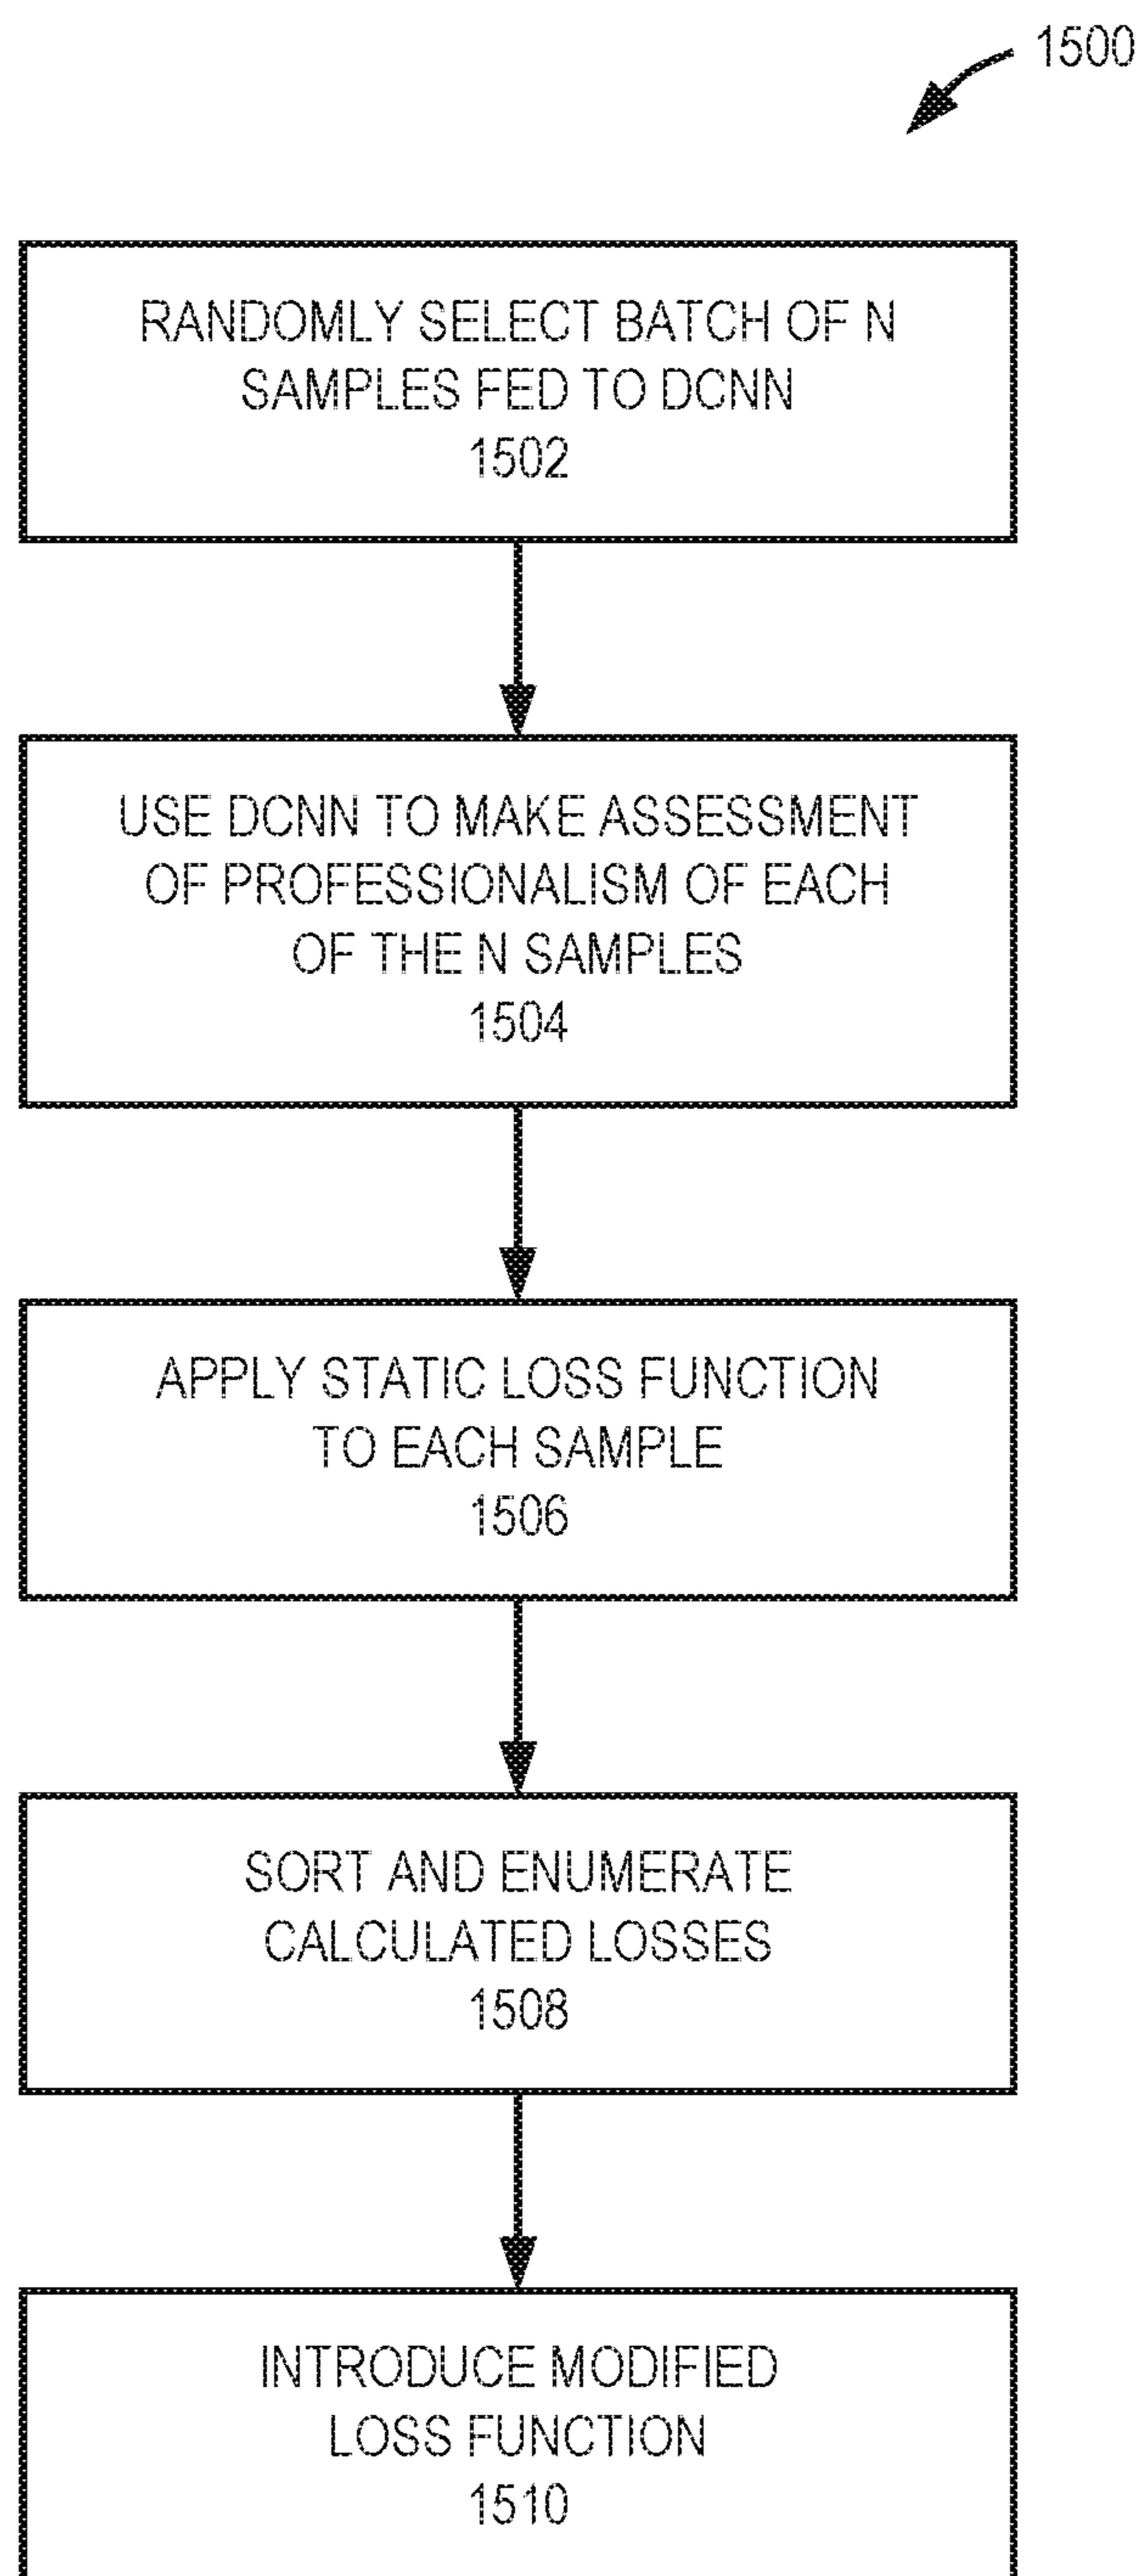 1500
RANDOMLY SELECT BATCH OF N
SAMPLES FED TO DCNN
1502
USE DCNN TO MAKE ASSESSMENT
OF PROFESSIONALISM OF EACH
OF THE N SAMPLES
1504
APPLY STATIC LOSS FUNCTION
TO EACH SAMPLE
1506
SORT AND ENUMERATE
CALCULATED LOSSES
1508
INTRODUCE MODIFIED
LOSS FUNCTION
1510